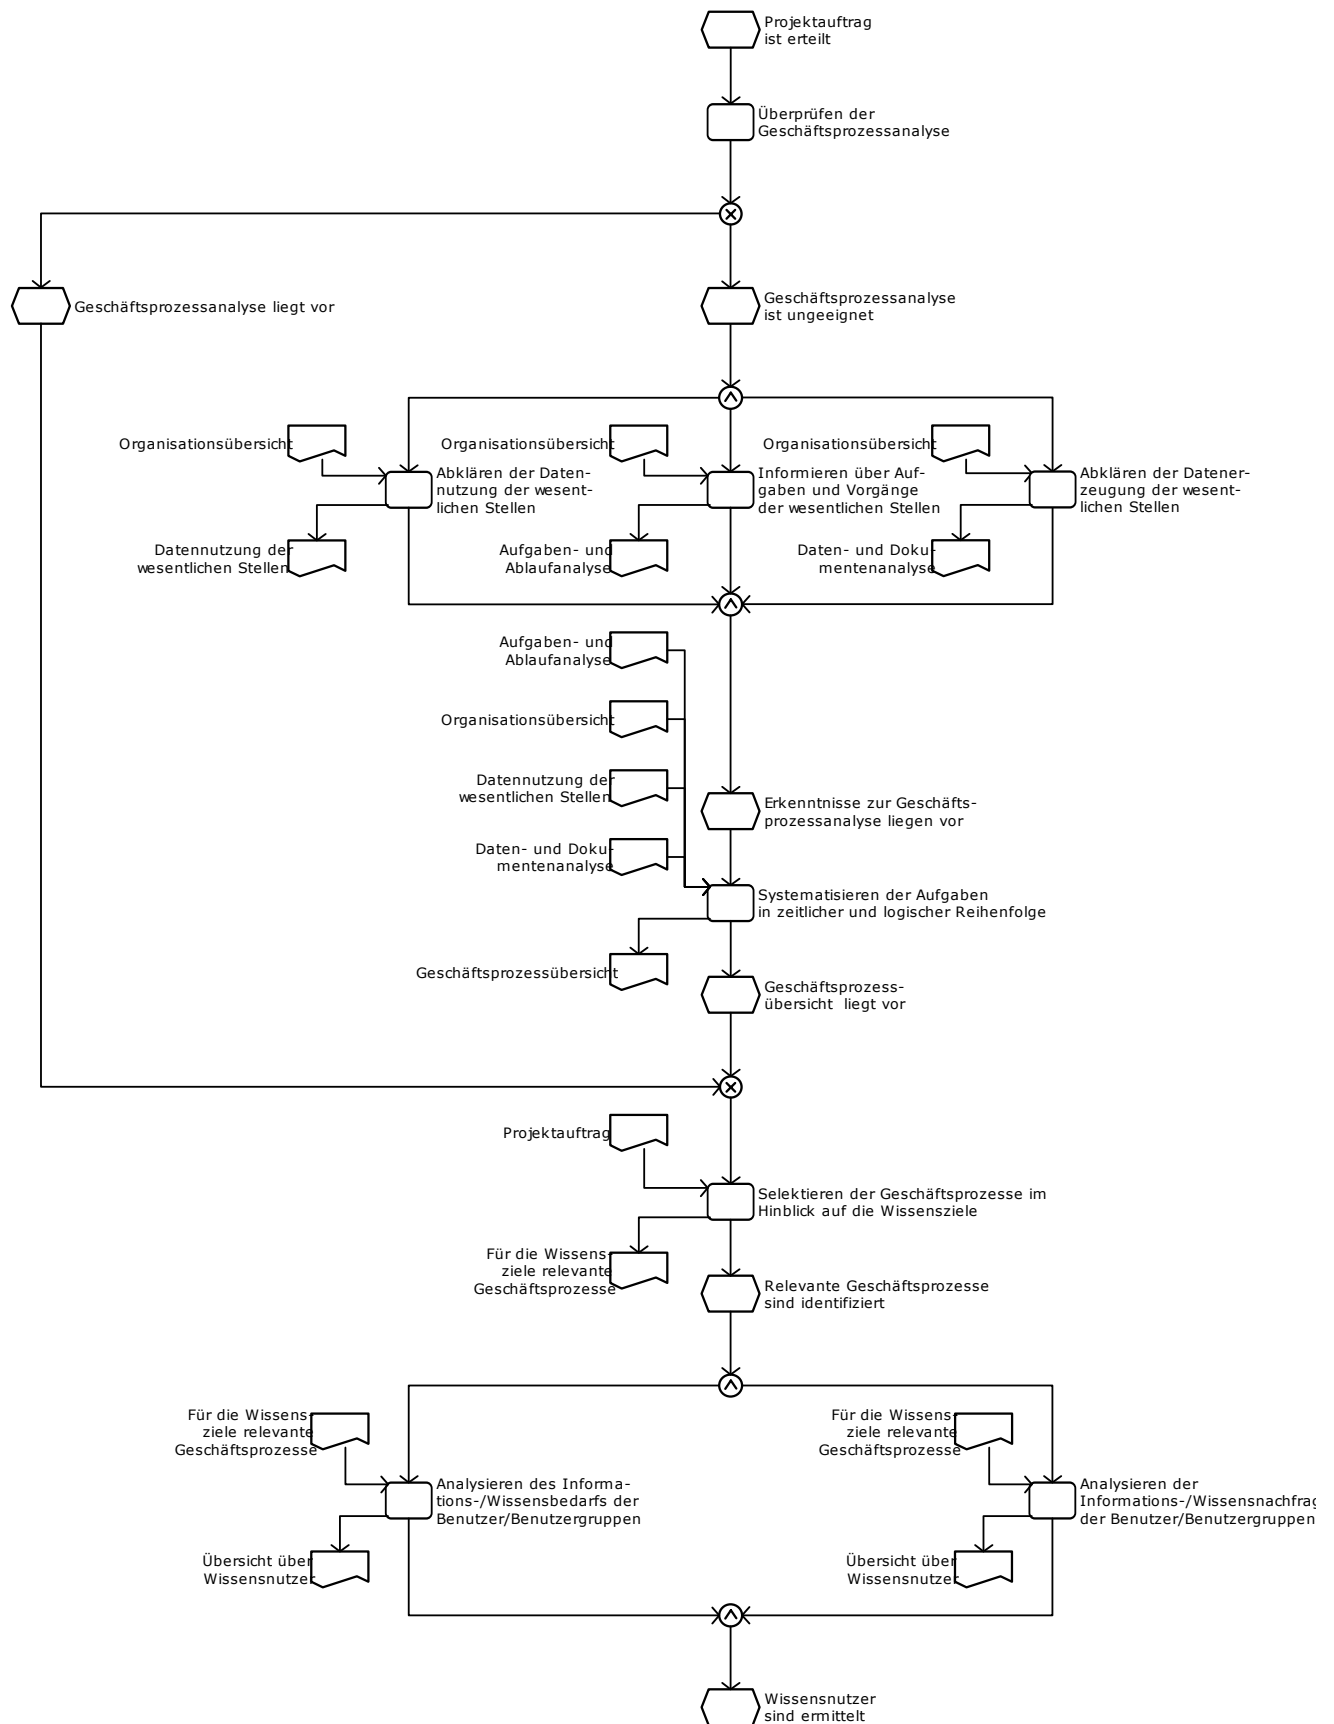 Projektauftrag
ist erteilt
Überprüfen der
Geschäftsprozessanalyse
Geschäftsprozessanalyse liegt vor
Geschäftsprozessanalyse
ist ungeeignet
Organisationsübersicht
Organisationsübersicht
Organisationsübersicht
Abklären der Daten-
nutzung der wesent-
lichen Stellen
Informieren über Auf-
gaben und Vorgänge
der wesentlichen Stellen
Abklären der Datener-
zeugung der wesent-
lichen Stellen
Datennutzung der
wesentlichen Stellen
Aufgaben- und
Ablaufanalyse
Daten- und Doku-
mentenanalyse
Aufgaben- und
Ablaufanalyse
Organisationsübersicht
Datennutzung der
wesentlichen Stellen
Erkenntnisse zur Geschäfts-
prozessanalyse liegen vor
Daten- und Doku-
mentenanalyse
Systematisieren der Aufgaben
in zeitlicher und logischer Reihenfolge
Geschäftsprozessübersicht
Geschäftsprozess-
übersicht liegt vor
Projektauftrag
Selektieren der Geschäftsprozesse im
Hinblick auf die Wissensziele
Für die Wissens-
ziele relevante
Geschäftsprozesse
Relevante Geschäftsprozesse
sind identifiziert
Für die Wissens-
ziele relevante
Geschäftsprozesse
Für die Wissens-
ziele relevante
Geschäftsprozesse
Analysieren des Informa-
tions-/Wissensbedarfs der
Benutzer/Benutzergruppen
Analysieren der
Informations-/Wissensnachfrag
der Benutzer/Benutzergruppen
Übersicht über
Wissensnutzer
Übersicht über
Wissensnutzer
Wissensnutzer
sind ermittelt